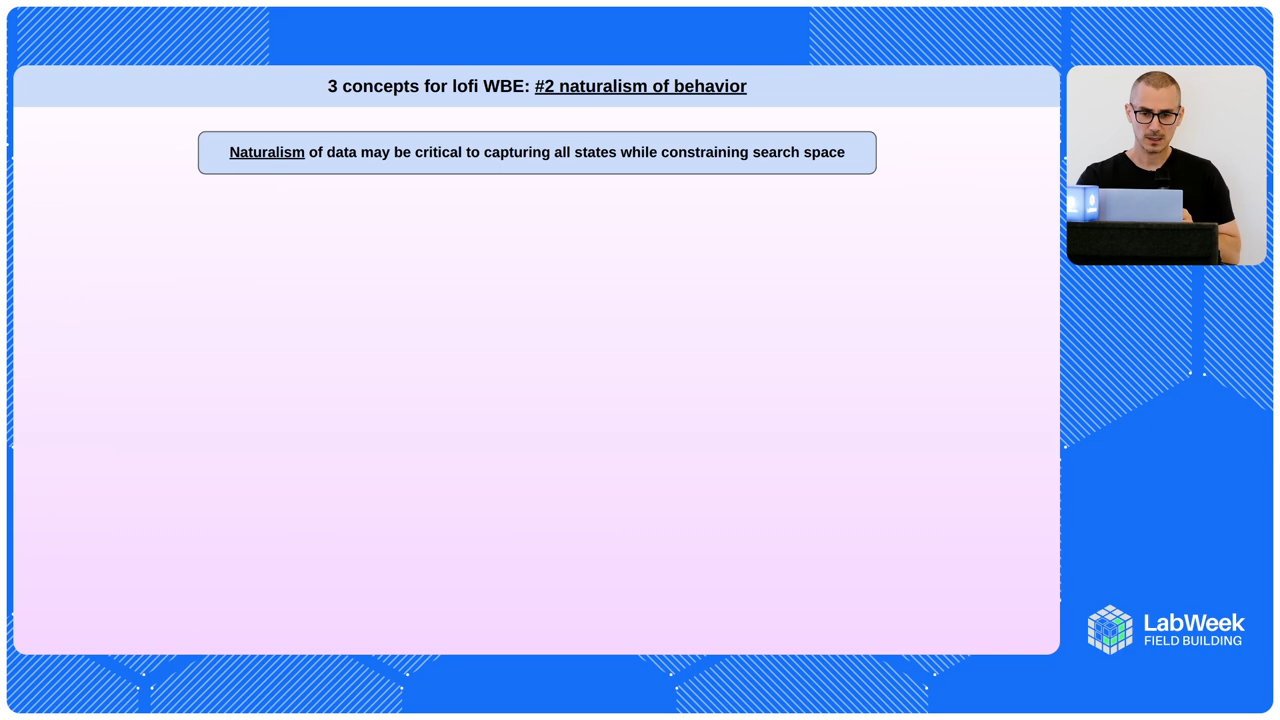 3 concepts for lofi WBE: #2 naturalism of behavior
Naturalism of data may be critical to capturing all states while constraining search space
LabWeek
FIELD BUILDING